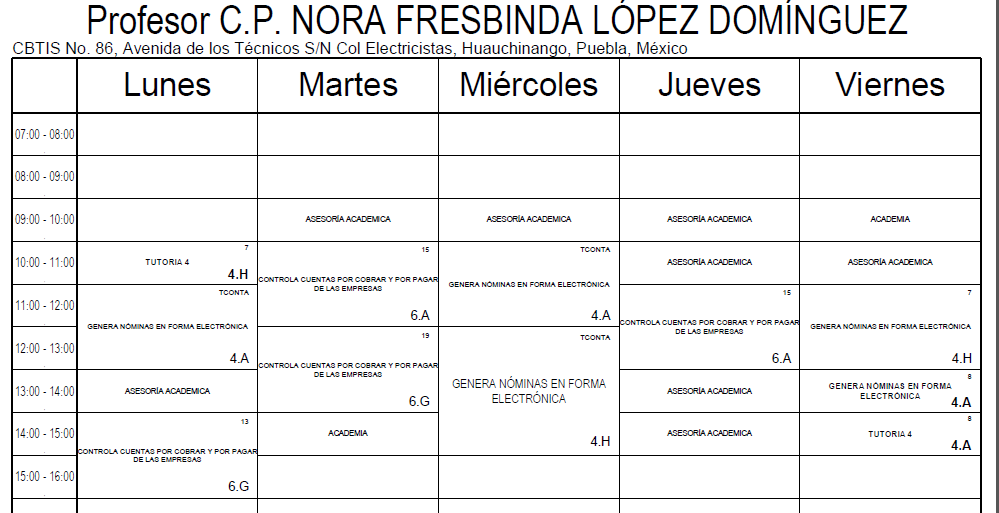 Profesor C.P. NORA FRESBINDA LÓPEZ DOMÍNGUEZ
CBTIS No. 86, Avenida de los Técnicos S/N Col Electricistas, Huauchinango, Puebla, México
Lunes Martes Miércoles Jueves Viernes
07:00 - 08:00
08:00 - 09:00
09:00 - 10:00 ASESORÍA ACADEMICA ASESORÍA ACADEMICA ASESORÍA ACADEMICA ACADEMIA
7 15 TCONTA
10:00 - 11:00 TUTORIA 4 ASESORÍA ACADEMICA ASESORÍA ACADEMICA
4.H
CONTROLA CUENTAS POR COBRAR Y POR PAGAR GENERA NÓMINAS EN FORMA ELECTRÓNICA
DE LAS EMPRESAS
TCONTA 15 7
11:00 - 12:00
6.A 4.A
GENERA NÓMINAS EN FORMA ELECTRÓNICA CONTROLA CUENTAS POR COBRAR Y POR PAGAR GENERA NÓMINAS EN FORMA ELECTRÓNICA
DE LAS EMPRESAS
19 TCONTA
12:00 - 13:00
4.A 6.A 4.H
CONTROLA CUENTAS POR COBRAR Y POR PAGAR
DE LAS EMPRESAS
8
13:00 - 14:00 ASESORÍA ACADEMICA GENERA NÓMINAS EN FORMA ASESORÍA ACADEMICA GENERA NÓMINAS EN FORMA
ELECTRÓNICA ELECTRÓNICA
6.G 4.A
13 8
14:00 - 15:00 ACADEMIA ASESORÍA ACADEMICA TUTORIA 4
4.H 4.A
CONTROLA CUENTAS POR COBRAR Y POR PAGAR
DE LAS EMPRESAS
15:00 - 16:00
6.G